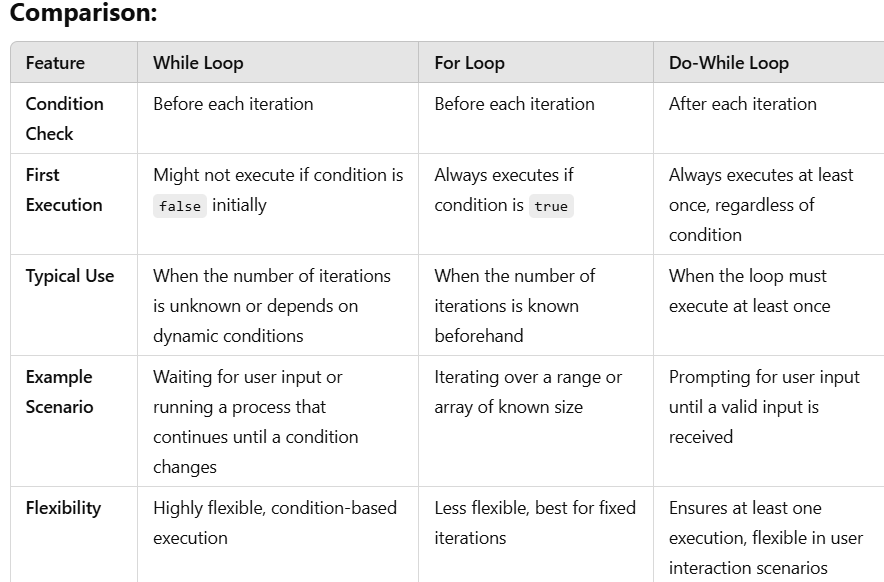 Comparison:
Feature While Loop For Loop Do-While Loop
Condition Check Before each iteration Before each iteration After each iteration
First Execution Might not execute if condition is false initially Always executes if condition is true Always executes at least once, regardless of condition
Typical Use When the number of iterations is unknown or depends on dynamic conditions When the number of iterations is known beforehand When the loop must execute at least once
Example Scenario Waiting for user input or running a process that continues until a condition changes Iterating over a range or array of known size Prompting for user input until a valid input is received
Flexibility Highly flexible, condition-based execution Less flexible, best for fixed iterations Ensures at least one execution, flexible in user interaction scenarios